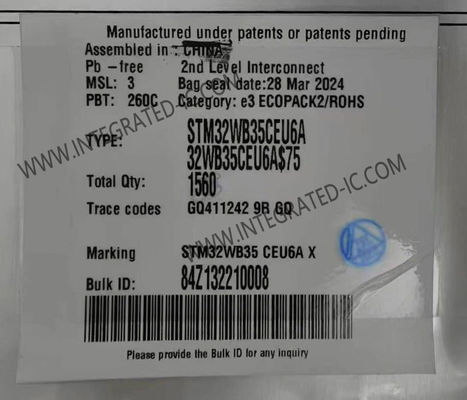 Manufactured under patents or patents pending
Assembled in : CHINA
Pb -free 2nd Level Interconnect
MSL: 3 Bag seal date:28 Mar 2024
PBT: 260C Category: e3 ECOPACK2/ROHS
TYPE: STM32WB35CEU6A
32WB35CEU6A$75
Total Qty: 1560
Trace codes GQ411242 9B GQ
Marking STM32WB35 CEU6A X
Bulk ID: 84Z132210008
Please provide the Bulk ID for any inquiry
WWW.INTEGRATED-IC.COM
WWW.INTEGRATED-IC.COM